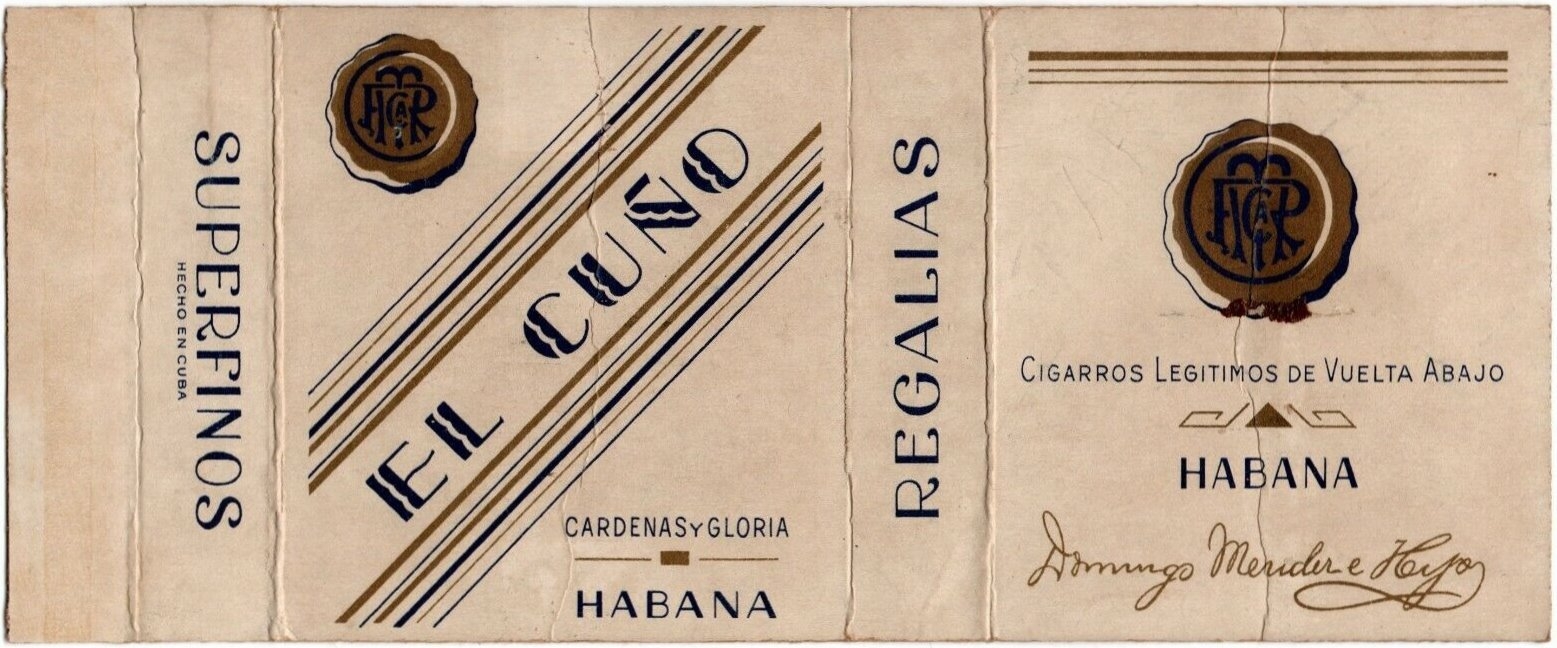 SUPERFINOS
HECHO EN CUBA
EL CUÑO
CARDENAS Y GLORIA
HABANA
REGALIAS
CIGARROS LEGITIMOS DE VUELTA ABAJO
HABANA
Domingo Mendez e Hijos